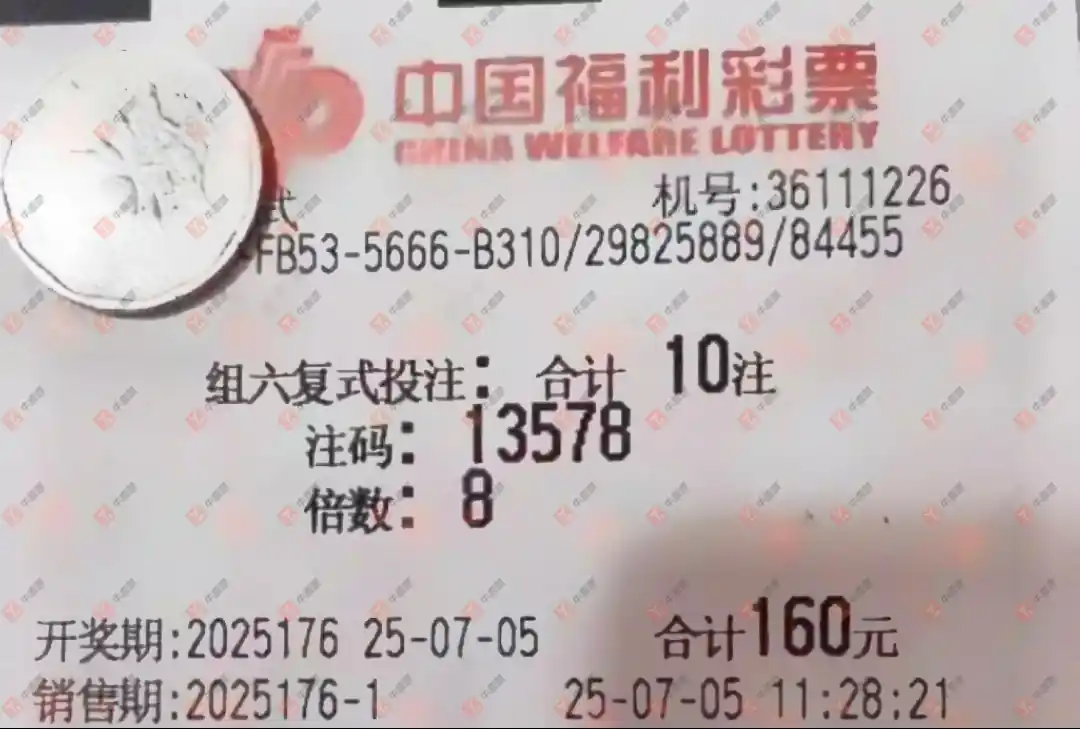 中国福利彩票
CHINA WELFARE LOTTERY
式 机号:36111226
FB53-5666-B310/29825889/84455
组六复式投注: 合计 10注
注码: 13578
倍数: 8
开奖期:2025176 25-07-05 合计160元
销售期:2025176-1 25-07-05 11:28:21